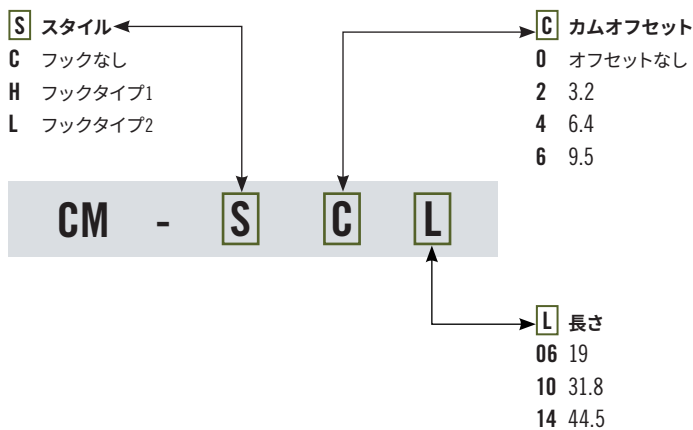 S スタイル
C フックなし
H フックタイプ1
L フックタイプ2
C カムオフセット
0 オフセットなし
2 3.2
4 6.4
6 9.5
CM - S C L
L 長さ
06 19
10 31.8
14 44.5